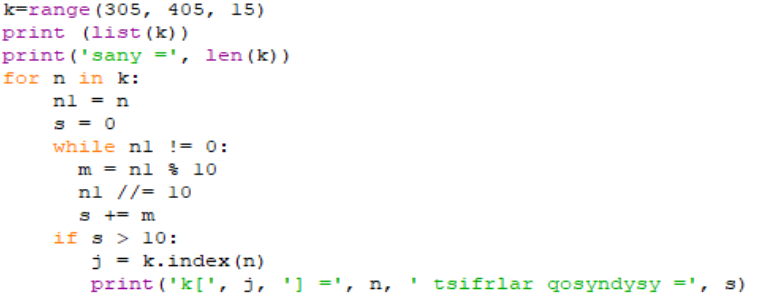 k=range(305, 405, 15)
print (list(k))
print('sany =', len(k))
for n in k:
    n1 = n
    s = 0
    while n1 != 0:
      m = n1 % 10
      n1 //= 10
      s += m
    if s > 10:
       j = k.index(n)
       print('k[', j, '] =', n, ' tsifrlar qosyndysy =', s)